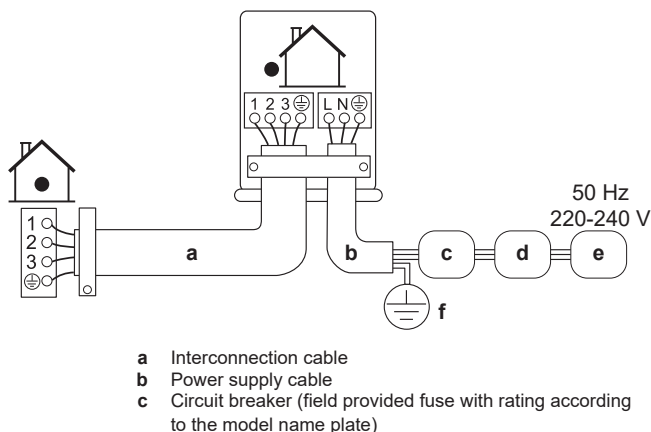 1 2 3
L N
1
2
3
50 Hz
220-240 V
a
b
c
d
e
f
a Interconnection cable
b Power supply cable
c Circuit breaker (field provided fuse with rating according
to the model name plate)